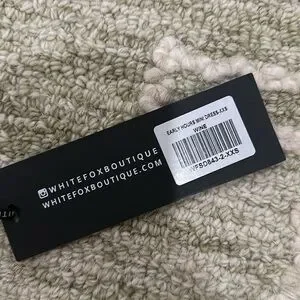 EARLY HOURS MINI DRESS-XXS
WINE
WFSD843-2-XXS
WHITEFOXBOUTIQUE
WHITEFOXBOUTIQUE.COM